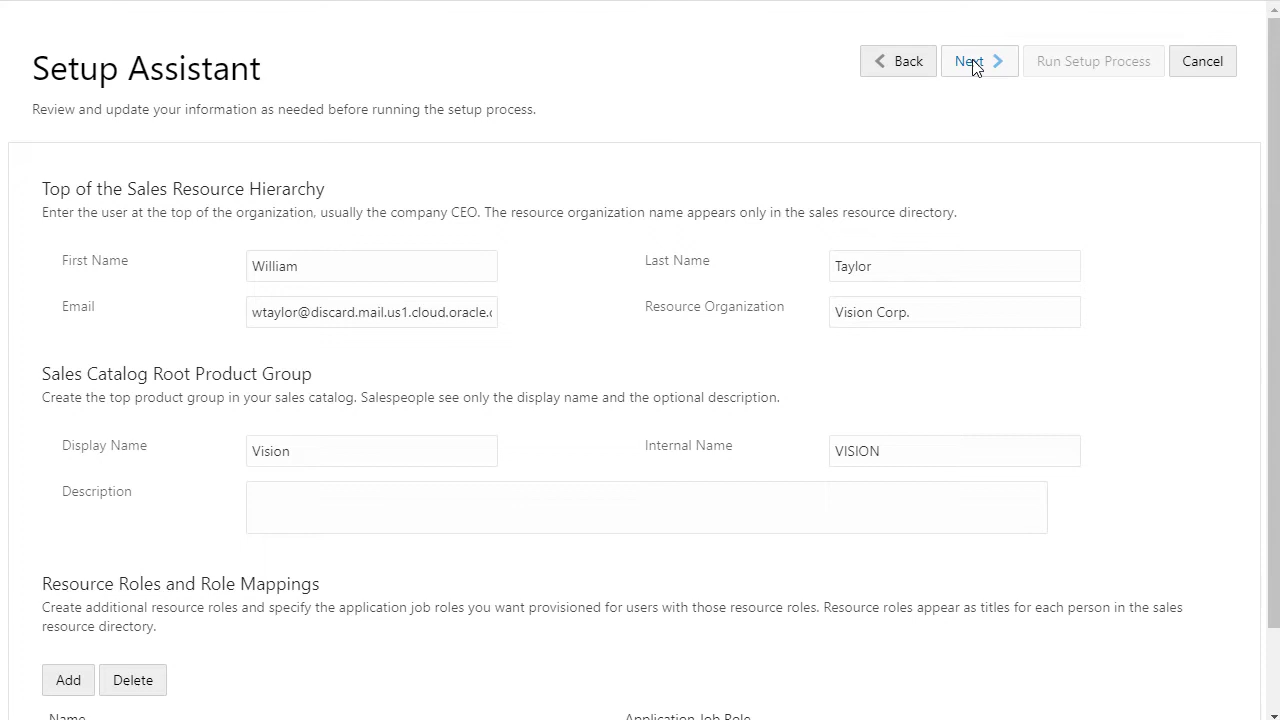 Setup Assistant
Back
Next
Run Setup Process
Cancel
Review and update your information as needed before running the setup process.
Top of the Sales Resource Hierarchy
Enter the user at the top of the organization, usually the company CEO. The resource organization name appears only in the sales resource directory.
First Name
William
Last Name
Taylor
Email
wtaylor@discard.mail.us1.cloud.oracle.
Resource Organization
Vision Corp.
Sales Catalog Root Product Group
Create the top product group in your sales catalog. Salespeople see only the display name and the optional description.
Display Name
Vision
Internal Name
VISION
Description
Resource Roles and Role Mappings
Create additional resource roles and specify the application job roles you want provisioned for users with those resource roles. Resource roles appear as titles for each person in the sales
resource directory.
Add
Delete
Name
Application Job Role